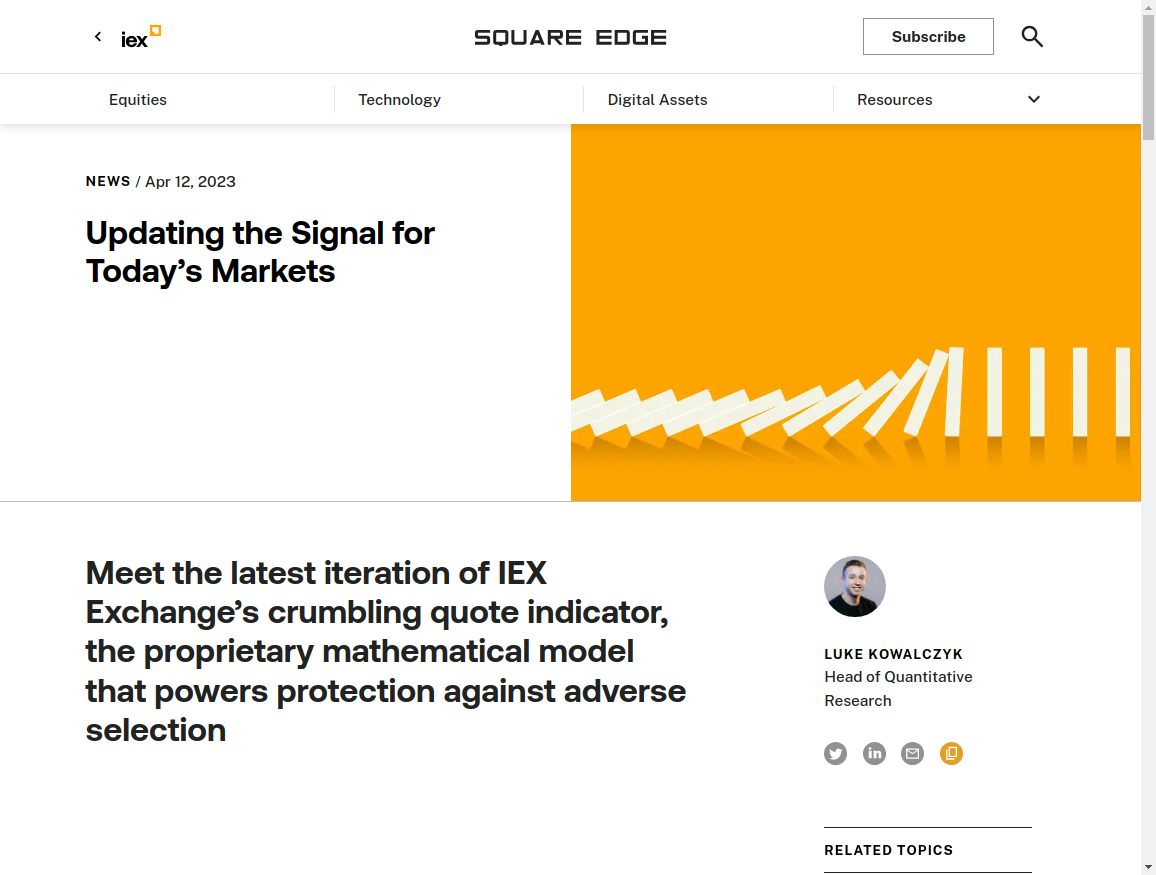 iex
SQUARE EDGE
Subscribe
Equities
Technology
Digital Assets
Resources
NEWS / Apr 12, 2023
Updating the Signal for
Today’s Markets
Meet the latest iteration of IEX
Exchange’s crumbling quote indicator,
the proprietary mathematical model
that powers protection against adverse
selection
LUKE KOWALCZYK
Head of Quantitative
Research
in
RELATED TOPICS